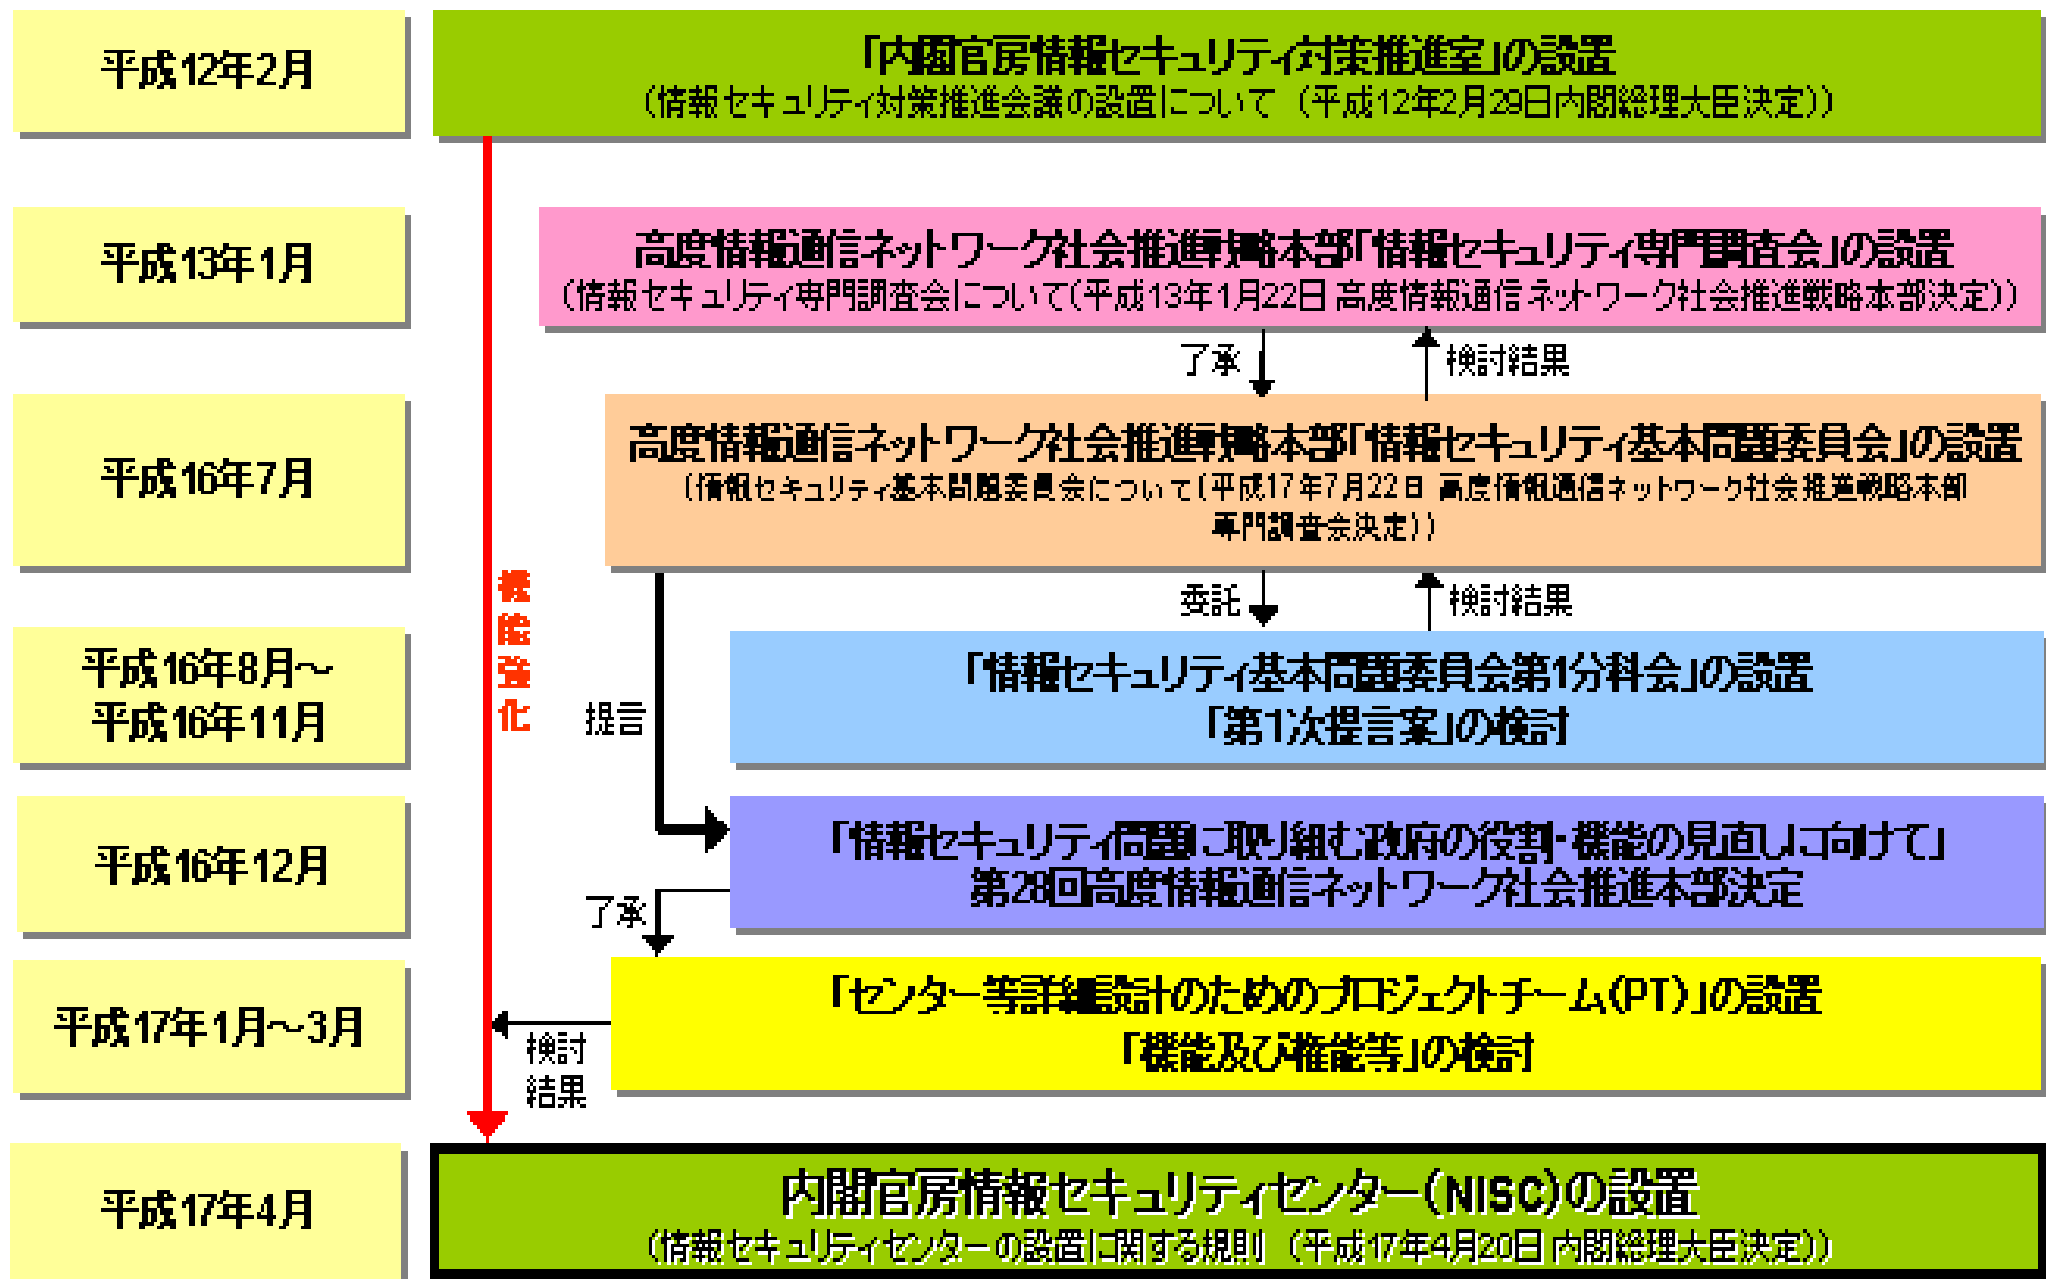 平成12年2月
「内閣官房情報セキュリティ対策推進室」の設置
（情報セキュリティ対策推進会議の設置について （平成12年2月29日内閣総理大臣決定））
平成13年1月
高度情報通信ネットワーク社会推進戦略本部「情報セキュリティ専門調査会」の設置
（情報セキュリティ専門調査会について（平成13年1月22日 高度情報通信ネットワーク社会推進戦略本部決定））
了承
検討結果
平成16年7月
高度情報通信ネットワーク社会推進戦略本部「情報セキュリティ基本問題委員会」の設置
（情報セキュリティ基本問題委員会について（平成17年7月22日 高度情報通信ネットワーク社会推進戦略本部
専門調査会決定））
機能強化
委託
検討結果
平成16年8月～
平成16年11月
「情報セキュリティ基本問題委員会第1分科会」の設置
「第1次提言案」の検討
提言
平成16年12月
「情報セキュリティ問題に取り組む政府の役割・機能の見直しに向けて」
第28回高度情報通信ネットワーク社会推進本部決定
了承
平成17年1月～3月
「センター等詳細設計のためのプロジェクトチーム（PT）」の設置
「機能及び権能等」の検討
検討
結果
平成17年4月
内閣官房情報セキュリティセンター（NISC）の設置
（情報セキュリティセンターの設置に関する規則 （平成17年4月20日 内閣総理大臣決定））